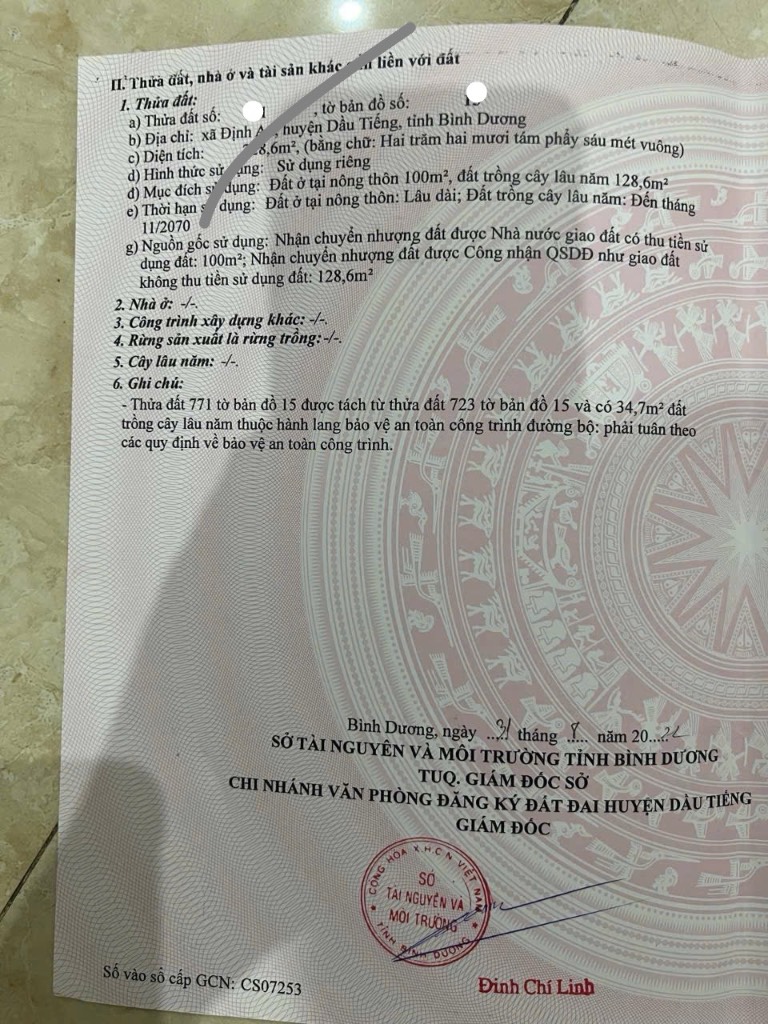 II. Thửa đất, nhà ở và tài sản khác liền với đất
1. Thửa đất:
a) Thửa đất số: , tờ bản đồ số:
b) Địa chỉ: xã Định huyện Dầu Tiếng, tỉnh Bình Dương
c) Diện tích: 8,6m², (bằng chữ: Hai trăm hai mươi tám phẩy sáu mét vuông)
d) Hình thức sử dụng: Sử dụng riêng
đ) Mục đích sử dụng: Đất ở tại nông thôn 100m², đất trồng cây lâu năm 128,6m²
e) Thời hạn dụng: Đất ở tại nông thôn: Lâu dài; Đất trồng cây lâu năm: Đến tháng
11/2070
g) Nguồn gốc sử dụng: Nhận chuyển nhượng đất được Nhà nước giao đất có thu tiền sử
dụng đất: 100m²; Nhận chuyển nhượng đất được Công nhận QSDĐ như giao đất
không thu tiền sử dụng đất: 128,6m²
2. Nhà ở: -/-.
3. Công trình xây dựng khác: -/-.
4. Rừng sản xuất là rừng trồng: -/-.
5. Cây lâu năm: -/-.
6. Ghi chú:
- Thửa đất 771 tờ bản đồ 15 được tách từ thửa đất 723 tờ bản đồ 15 và có 34,7m² đất
trồng cây lâu năm thuộc hành lang bảo vệ an toàn công trình đường bộ: phải tuân theo
các quy định về bảo vệ an toàn công trình.
Bình Dương, ngày ...31 tháng .8... năm 20....22
SỞ TÀI NGUYÊN VÀ MÔI TRƯỜNG TỈNH BÌNH DƯƠNG
TUQ. GIÁM ĐỐC SỞ
CHI NHÁNH VĂN PHÒNG ĐĂNG KÝ ĐẤT ĐAI HUYỆN DẦU TIẾNG
GIÁM ĐỐC
CỘNG HÒA X.H.C.N VIỆT NAM
SỞ
TÀI NGUYÊN VÀ
MÔI TRƯỜNG
TỈNH BÌNH DƯƠNG
Đinh Chí Linh
Số vào sổ cấp GCN: CS07253